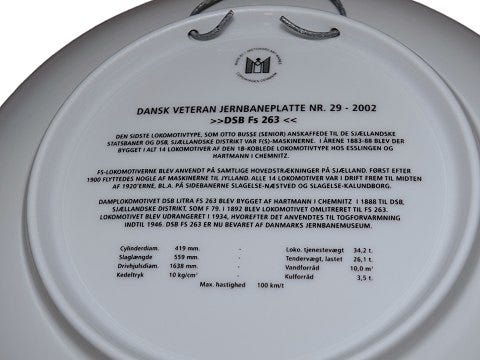 DANSK VETERAN JERNBANEPLATTE NR. 29 - 2002
>>DSB Fs 263 <<
DEN SIDSTE LOKOMOTIVTYPE, SOM OTTO BUSSE (SENIOR) ANSKAFFEDE TIL DE SJÆLLANDSKE
STATSBANER OG DSB, SJÆLLANDSKE DISTRIKT VAR F(S)-MASKINERNE. I ÅRENE 1883-88 BLEV DER
BYGGET I ALT 14 LOKOMOTIVER AF DEN 1B-KOBLEDE LOKOMOTIVTYPE HOS ESSLINGEN OG
HARTMANN I CHEMNITZ.
FS-LOKOMOTIVERNE BLEV ANVENDT PÅ SAMTLIGE HOVEDSTRÆKNINGER PÅ SJÆLLAND. FØRST EFTER
1900 FLYTTEDES NOGLE AF MASKINERNE TIL JYLLAND. ALLE 14 LOKOMOTIVER VAR I DRIFT FREM TIL MIDTEN
AF 1920'ERNE, BL.A. PÅ SIDEBANERNE SLAGELSE-NÆSTVED OG SLAGELSE-KALUNDBORG.
DAMPLOKOMOTIVET DSB LITRA FS 263 BLEV BYGGET AF HARTMANN I CHEMNITZ I 1888 TIL DSB,
SJÆLLANDSKE DISTRIKT, SOM F 79. I 1892 BLEV LOKOMOTIVET OMLITRERET TIL FS 263.
LOKOMOTIVET BLEV UDRANGERET I 1934, HVOREFTER DET ANVENDTES TIL TOGFORVARMNING
INDTIL 1946. DSB FS 263 ER NU BEVARET AF DANMARKS JERNBANEMUSEUM.
Cylinderdiam. 419 mm. - Loko. tjenestevægt 34,2 t.
Slaglængde 559 mm. - Tendervægt, lastet 26,1 t.
Drivhjulsdiam. 1638 mm. - Vandforråd 10,0 m³
Kedeltryk 10 kg/cm² - Kulforråd 3,5 t.
Max. hastighed 100 km/t